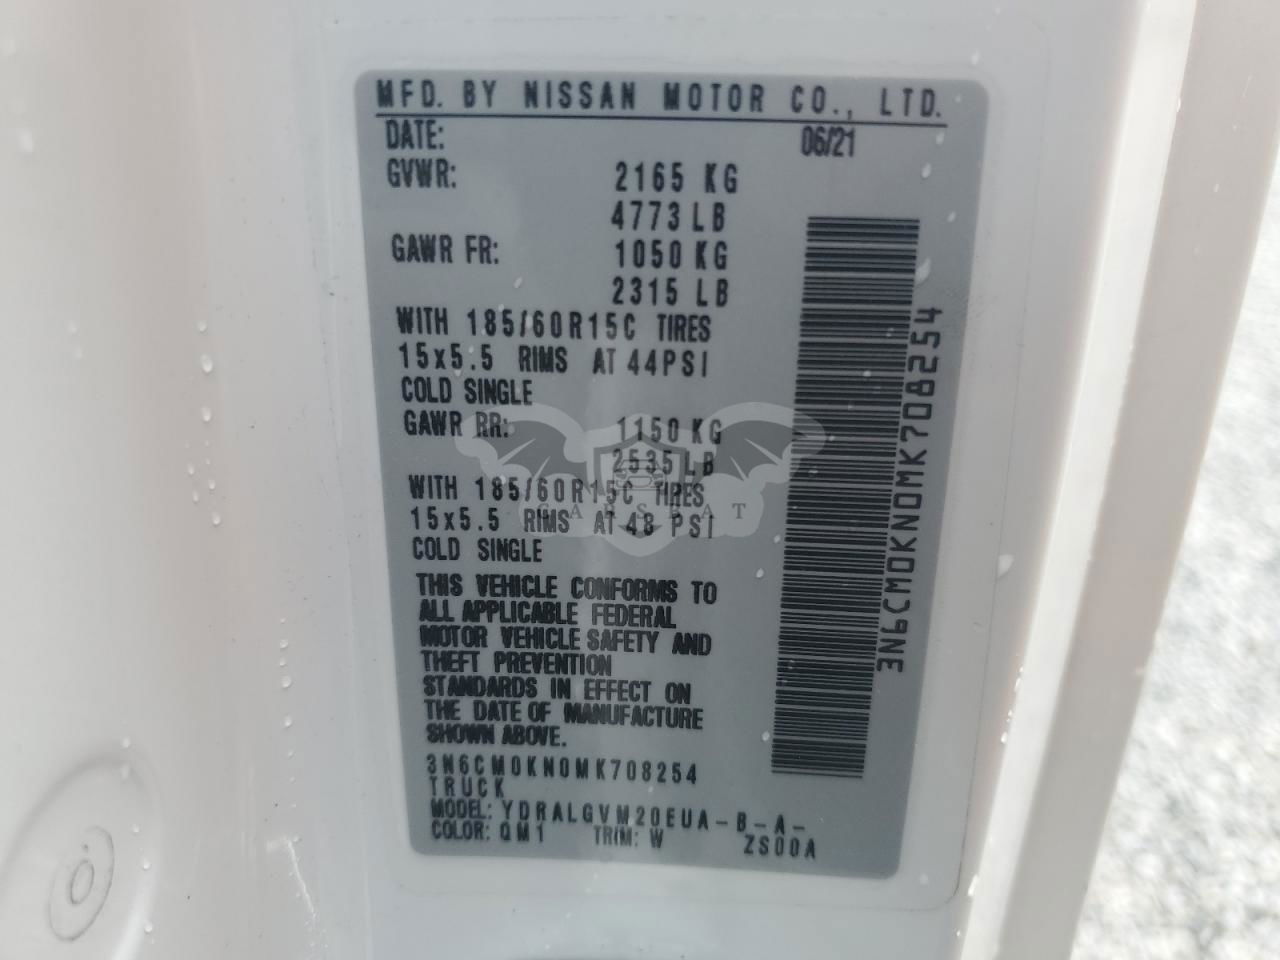 MFD. BY NISSAN MOTOR CO., LTD.
DATE: 06/21
GVWR: 2165 KG
4773 LB
GAWR FR: 1050 KG
2315 LB
WITH 185/60R15C TIRES
15x5.5 RIMS AT 44PSI
COLD SINGLE
GAWR RR: 1150 KG
2535 LB
WITH 185/60R15C TIRES
15x5.5 RIMS AT 48 PSI
COLD SINGLE
THIS VEHICLE CONFORMS TO
ALL APPLICABLE FEDERAL
MOTOR VEHICLE SAFETY AND
THEFT PREVENTION
STANDARDS IN EFFECT ON
THE DATE OF MANUFACTURE
SHOWN ABOVE.
3N6CM0KN0MK708254
TRUCK
MODEL: YDRALGVM20EUA-B-A-
COLOR: QM1 TRIM: W ZS00A
3N6CM0KN0MK708254
CARSBAT